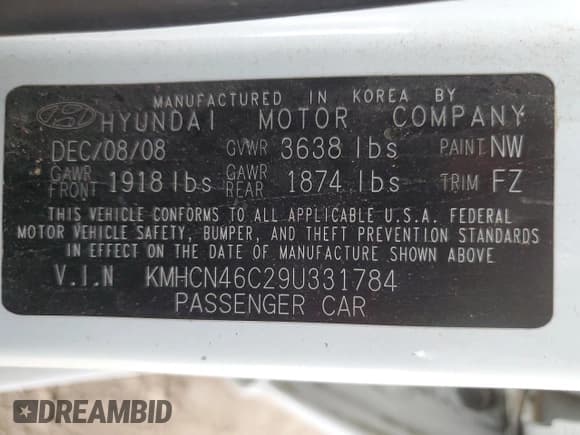 MANUFACTURED IN KOREA BY
HYUNDAI MOTOR COMPANY
DEC/08/08 GVWR 3638 lbs PAINT NW
GAWR FRONT 1918 lbs GAWR REAR 1874 lbs TRIM FZ
THIS VEHICLE CONFORMS TO ALL APPLICABLE U.S.A. FEDERAL
MOTOR VEHICLE SAFETY, BUMPER, AND THEFT PREVENTION STANDARDS
IN EFFECT ON THE DATE OF MANUFACTURE SHOWN ABOVE
V.I.N KMHCN46C29U331784
PASSENGER CAR
DREAMBID